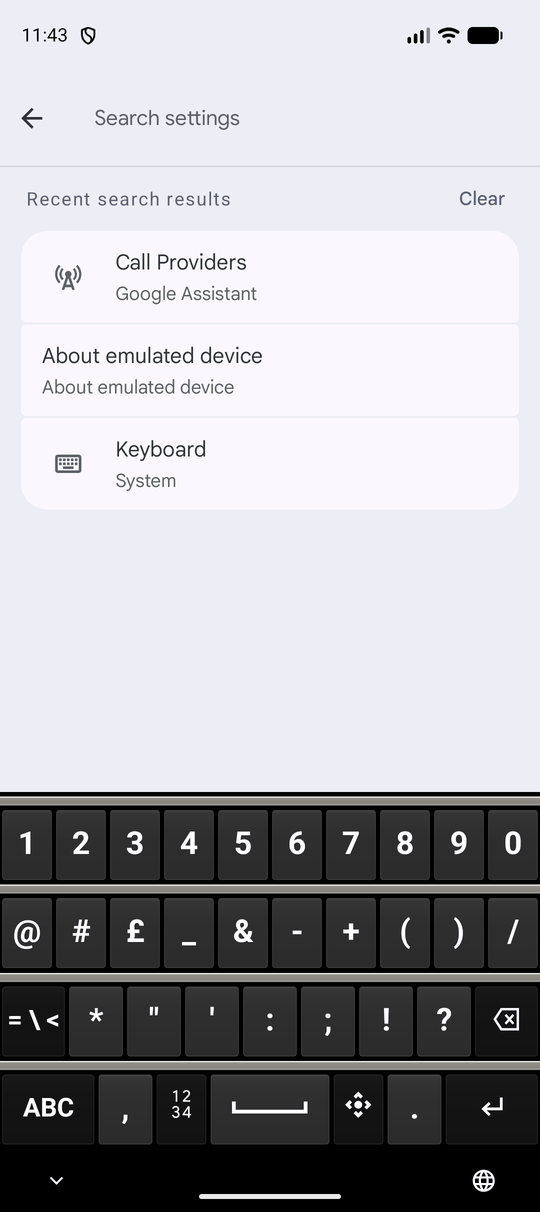 11:43
Search settings
Recent search results
Clear
Call Providers
Google Assistant
About emulated device
About emulated device
Keyboard
System
1 2 3 4 5 6 7 8 9 0
@ # £ _ & - + ( ) /
= \ < * " ' : ; ! ?
ABC , 12 34 .